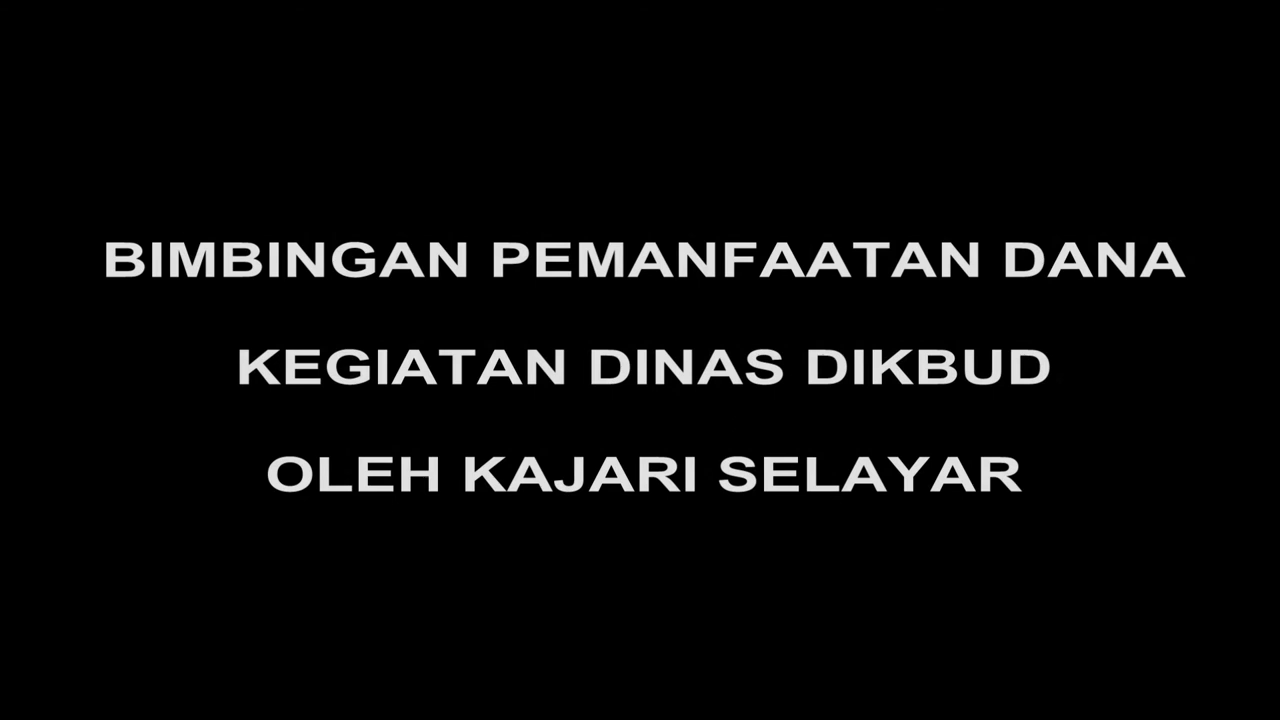 BIMBINGAN PEMANFAATAN DANA
KEGIATAN DINAS DIKBUD
OLEH KAJARI SELAYAR